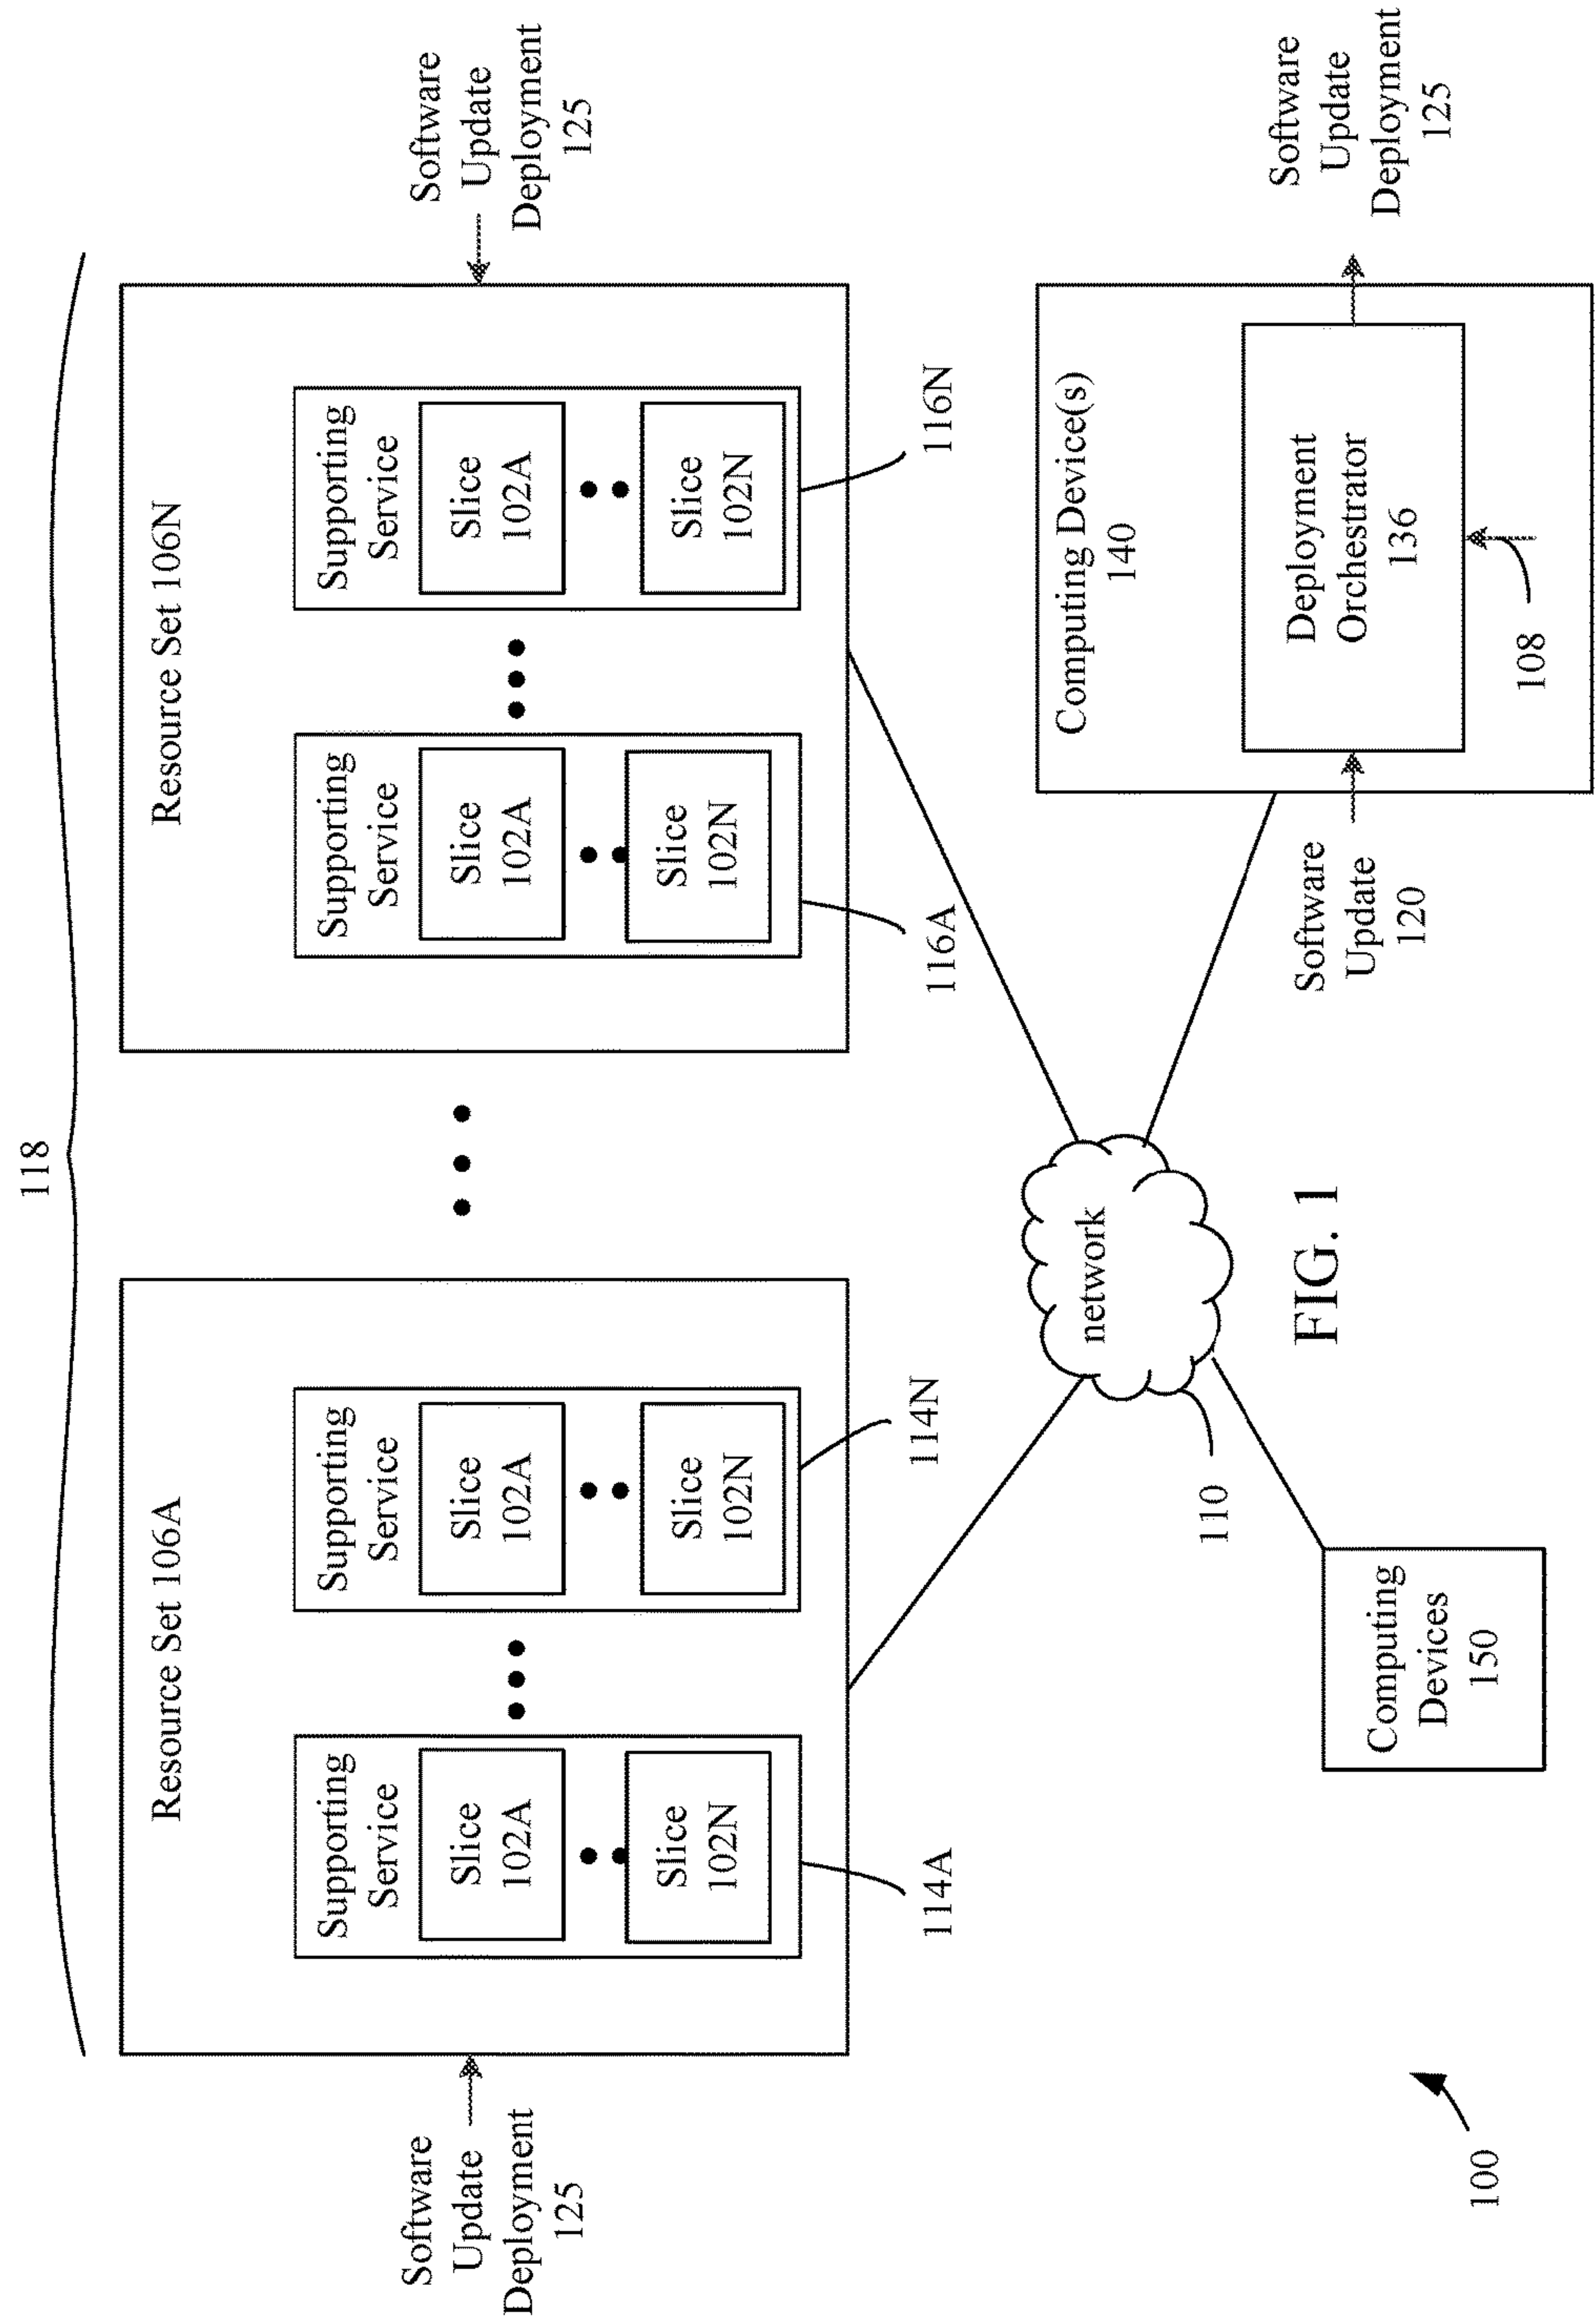 118
Resource Set 106A
Supporting
Service
Slice
102A
Slice
102N
Supporting
Service
Slice
102A
Slice
102N
114A
114N
Software
Update
Deployment
125
Resource Set 106N
Supporting
Service
Slice
102A
Slice
102N
Supporting
Service
Slice
102A
Slice
102N
116A
116N
Software
Update
Deployment
125
network
110
Computing
Devices
150
Computing Device(s)
140
Deployment
Orchestrator
136
108
Software
Update
120
Software
Update
Deployment
125
100
FIG. 1